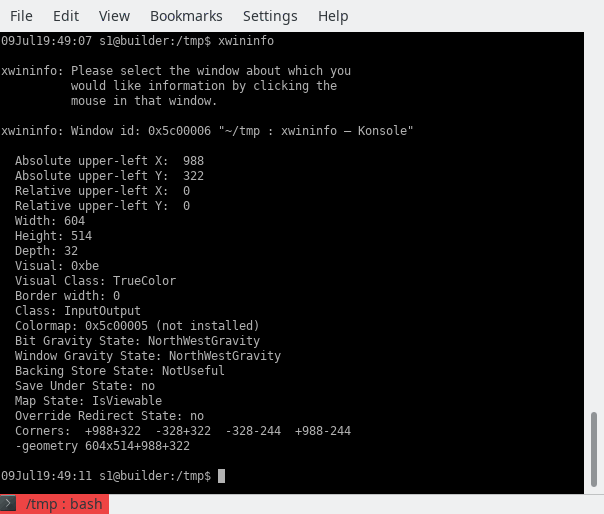 File Edit View Bookmarks Settings Help
09Jul19:49:07 s1@builder:/tmp$ xwininfo
xwininfo: Please select the window about which you
would like information by clicking the
mouse in that window.
xwininfo: Window id: 0x5c00006 "~/tmp : xwininfo — Konsole"
Absolute upper-left X:  988
Absolute upper-left Y:  322
Relative upper-left X:  0
Relative upper-left Y:  0
Width: 604
Height: 514
Depth: 32
Visual: 0xbe
Visual Class: TrueColor
Border width: 0
Class: InputOutput
Colormap: 0x5c00005 (not installed)
Bit Gravity State: NorthWestGravity
Window Gravity State: NorthWestGravity
Backing Store State: NotUseful
Save Under State: no
Map State: IsViewable
Override Redirect State: no
Corners:  +988+322  -328+322  -328-244  +988-244
-geometry 604x514+988+322
09Jul19:49:11 s1@builder:/tmp$
/tmp : bash